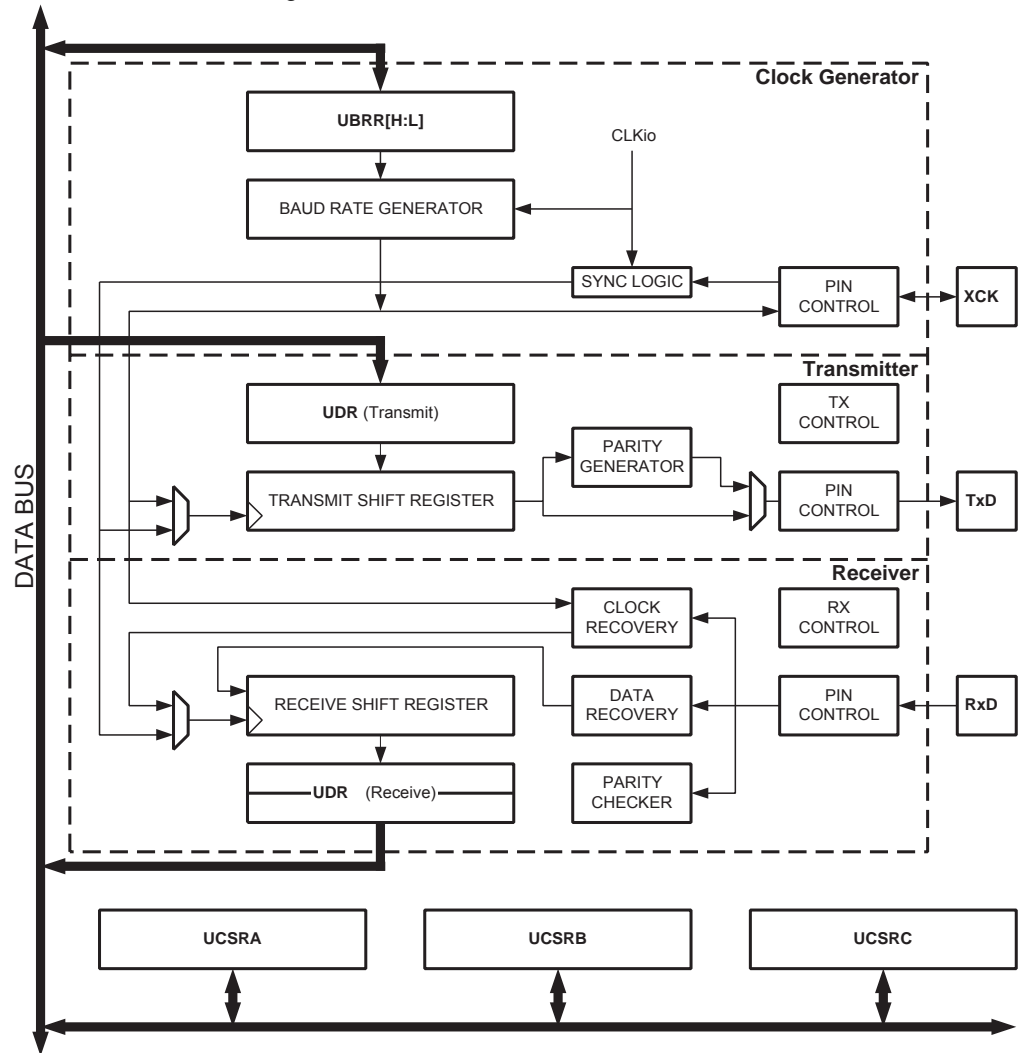 Clock Generator
UBRR[H:L]
CLKio
BAUD RATE GENERATOR
SYNC LOGIC
PIN
CONTROL
XCK
Transmitter
UDR (Transmit)
TX
CONTROL
PARITY
GENERATOR
TRANSMIT SHIFT REGISTER
PIN
CONTROL
TxD
DATA BUS
Receiver
CLOCK
RECOVERY
RX
CONTROL
RECEIVE SHIFT REGISTER
DATA
RECOVERY
PIN
CONTROL
RxD
UDR (Receive)
PARITY
CHECKER
UCSRA
UCSRB
UCSRC